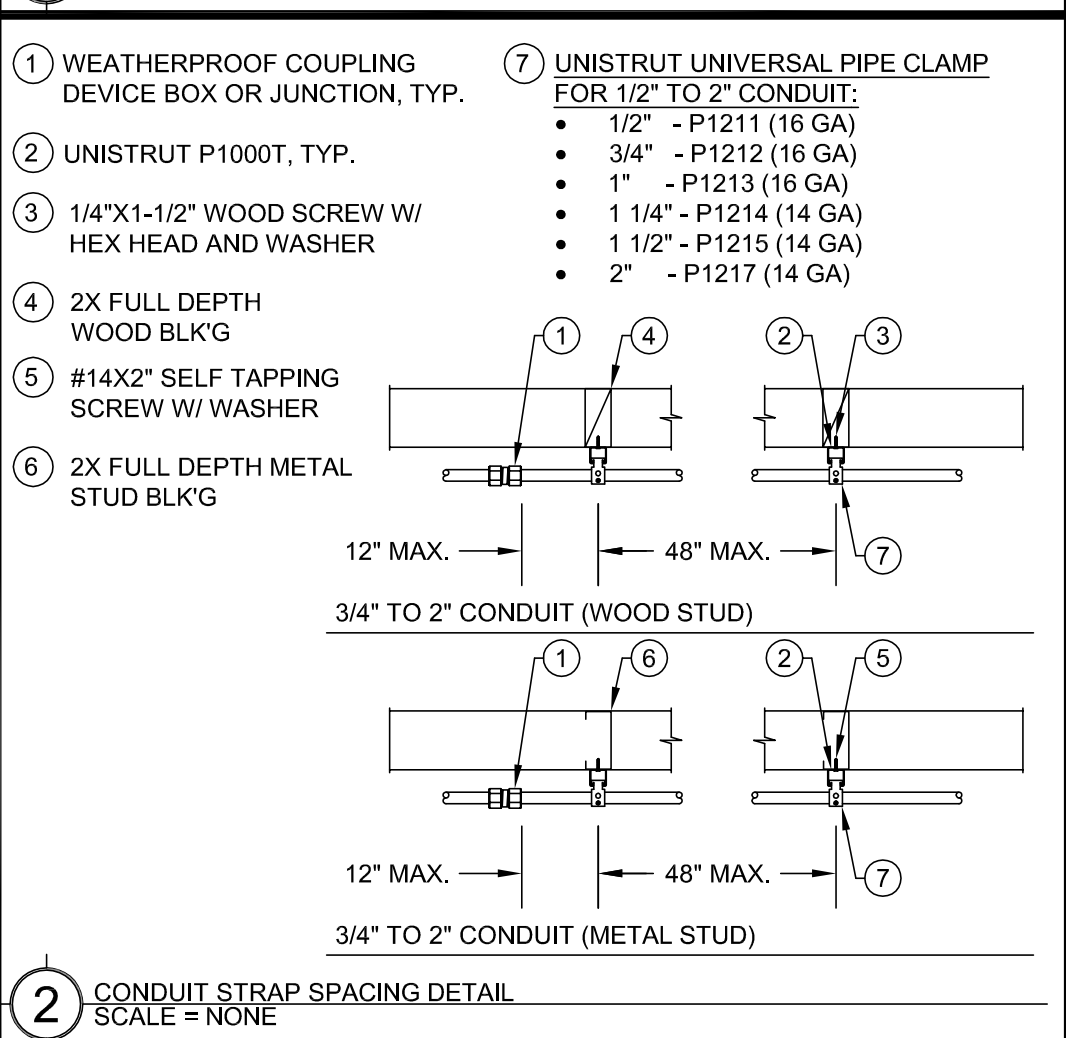 1 WEATHERPROOF COUPLING
DEVICE BOX OR JUNCTION, TYP.
2 UNISTRUT P1000T, TYP.
3 1/4"X1-1/2" WOOD SCREW W/
HEX HEAD AND WASHER
4 2X FULL DEPTH
WOOD BLK'G
5 #14X2" SELF TAPPING
SCREW W/ WASHER
6 2X FULL DEPTH METAL
STUD BLK'G
7 UNISTRUT UNIVERSAL PIPE CLAMP
FOR 1/2" TO 2" CONDUIT:
• 1/2" - P1211 (16 GA)
• 3/4" - P1212 (16 GA)
• 1" - P1213 (16 GA)
• 1 1/4" - P1214 (14 GA)
• 1 1/2" - P1215 (14 GA)
• 2" - P1217 (14 GA)
1 4 2 3
12" MAX. 48" MAX. 7
3/4" TO 2" CONDUIT (WOOD STUD)
1 6 2 5
12" MAX. 48" MAX. 7
3/4" TO 2" CONDUIT (METAL STUD)
2 CONDUIT STRAP SPACING DETAIL
SCALE = NONE